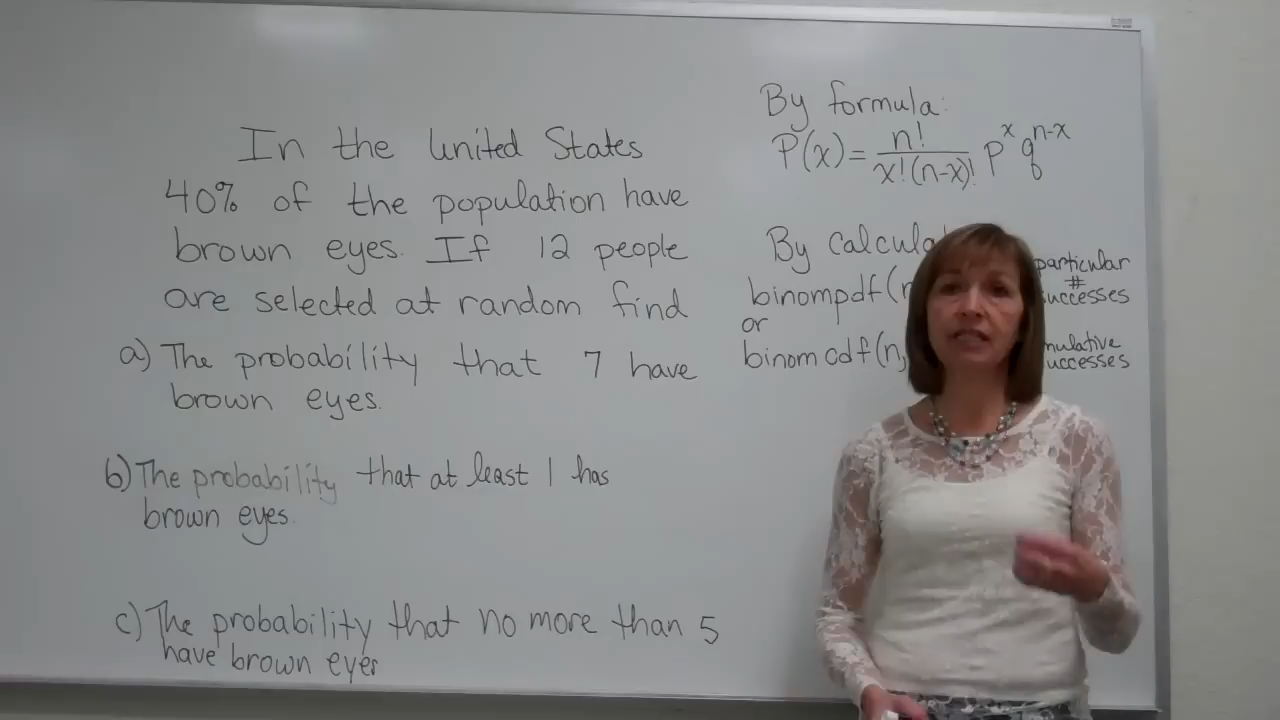 In the United States
40% of the population have
brown eyes. If 12 people
are selected at random find
a) The probability that 7 have
brown eyes.
b) The probability that at least 1 has
brown eyes.
c) The probability that no more than 5
have brown eyes
By formula:
P(x) = n!/x!(n-x)! p^x q^n-x
By
particular
binompdf(
#
successes
or
binomcdf(n,